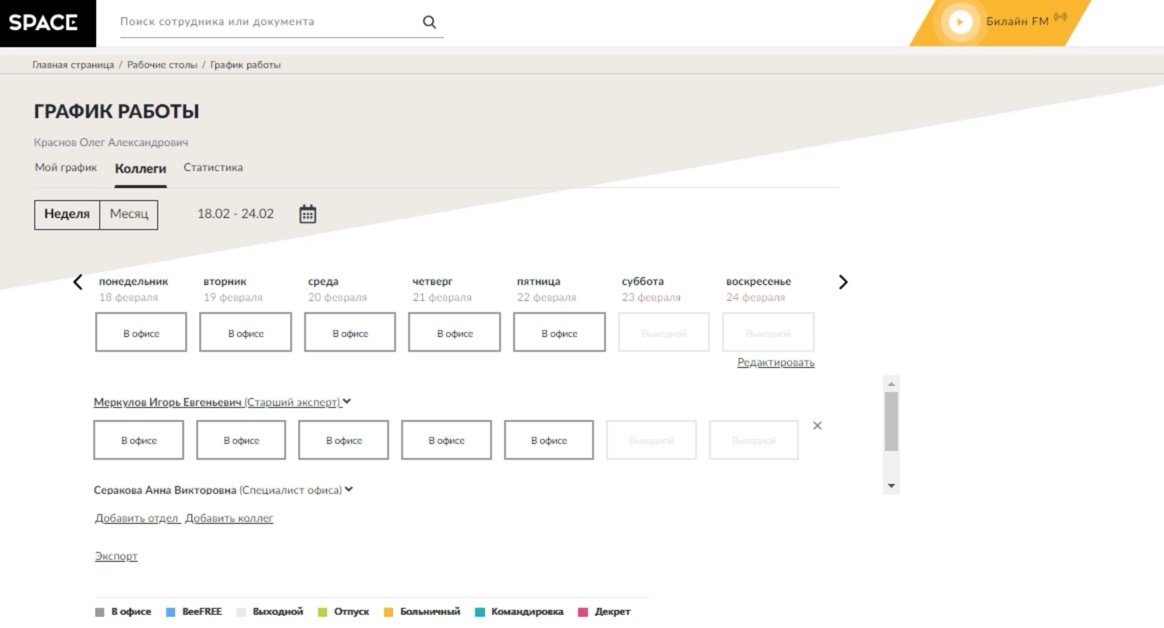 SPACE
Поиск сотрудника или документа
Билайн FM
Главная страница / Рабочие столы / График работы
ГРАФИК РАБОТЫ
Краснов Олег Александрович
Мой график Коллеги Статистика
Неделя Месяц 18.02 - 24.02
понедельник вторник среда четверг пятница суббота воскресенье
18 февраля 19 февраля 20 февраля 21 февраля 22 февраля 23 февраля 24 февраля
В офисе В офисе В офисе В офисе В офисе Выходной Выходной
Редактировать
Меркулов Игорь Евгеньевич (Старший эксперт)
В офисе В офисе В офисе В офисе В офисе Выходной Выходной
Серакова Анна Викторовна (Специалист офиса)
Добавить отдел Добавить коллег
Экспорт
В офисе BeeFREE Выходной Отпуск Больничный Командировка Декрет